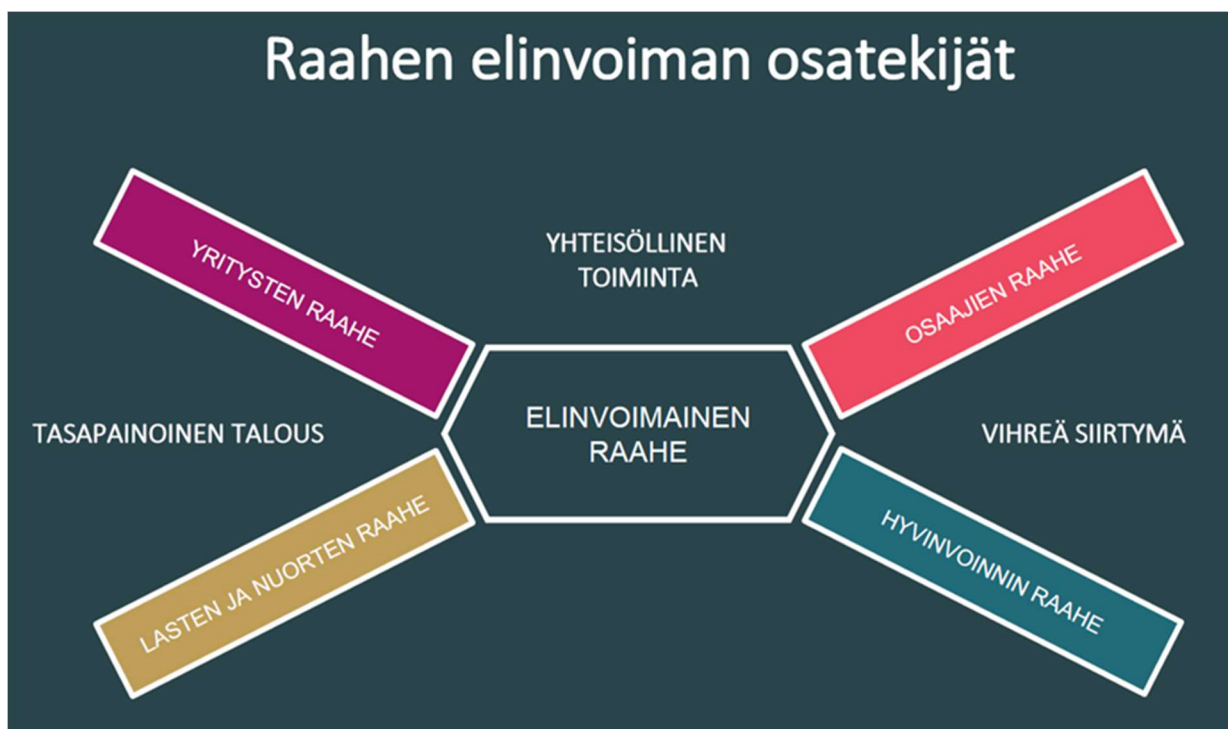 Raahen elinvoiman osatekijät
YRITYSTEN RAAHE
YHTEISÖLLINEN
TOIMINTA
OSAAJIEN RAAHE
TASAPAINOINEN TALOUS
ELINVOIMAINEN
RAAHE
VIHREÄ SIIRTYMÄ
LASTEN JA NUORTEN RAAHE
HYVINVOINNIN RAAHE